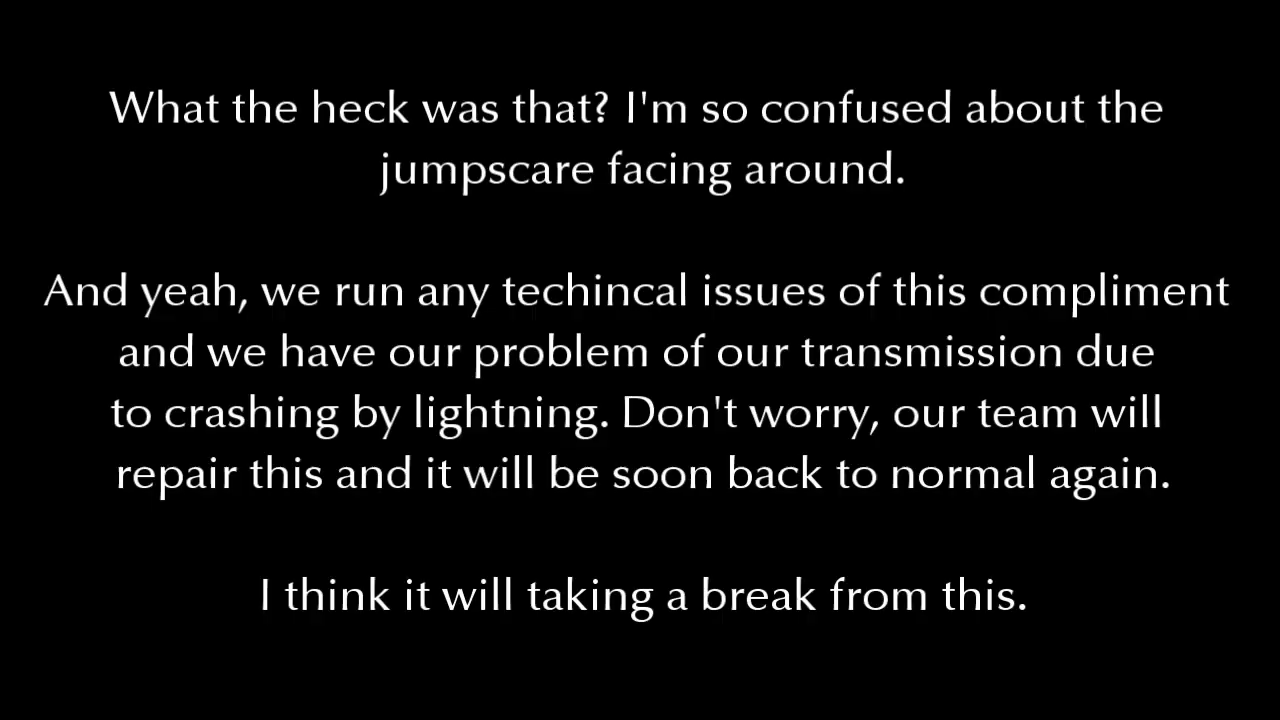 What the heck was that? I'm so confused about the
jumpscare facing around.
And yeah, we run any techincal issues of this compliment
and we have our problem of our transmission due
to crashing by lightning. Don't worry, our team will
repair this and it will be soon back to normal again.
I think it will taking a break from this.